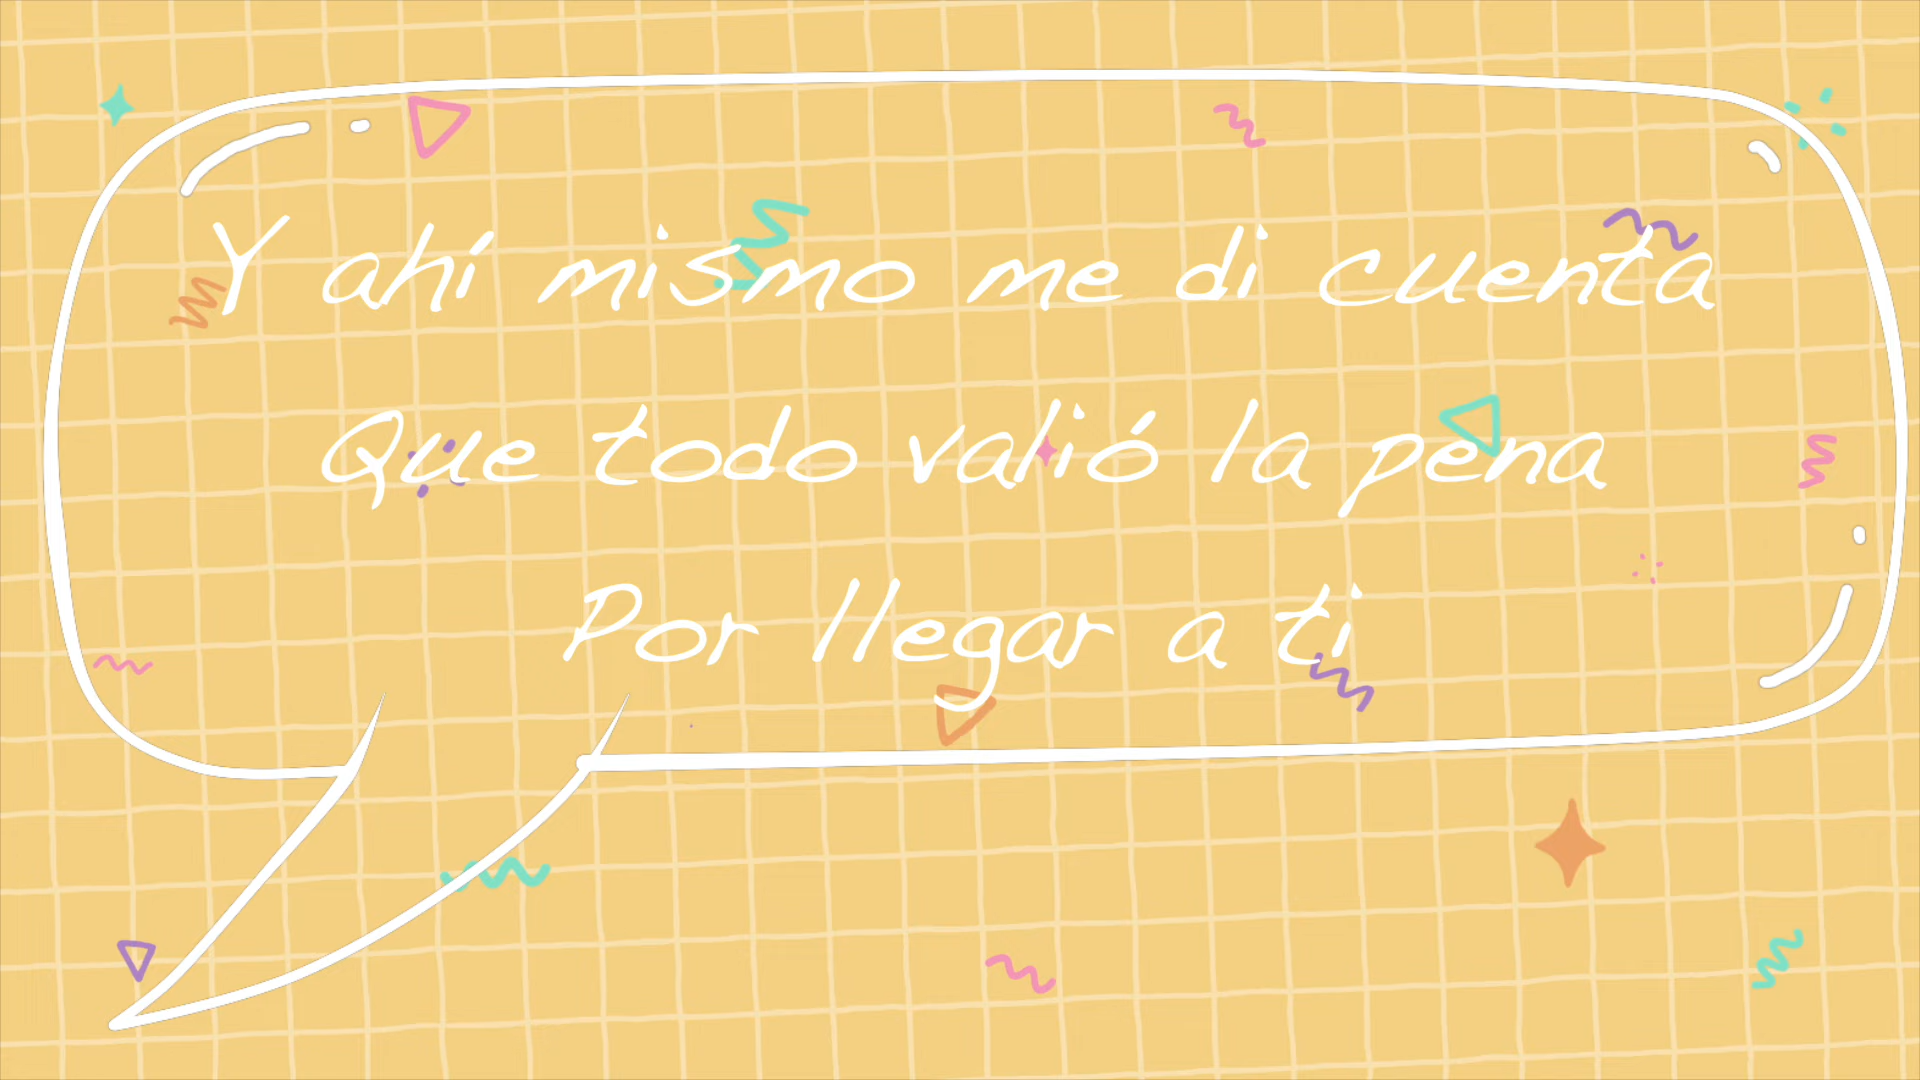 Y ahí mismo me di cuenta
Que todo valió la pena
Por llegar a ti